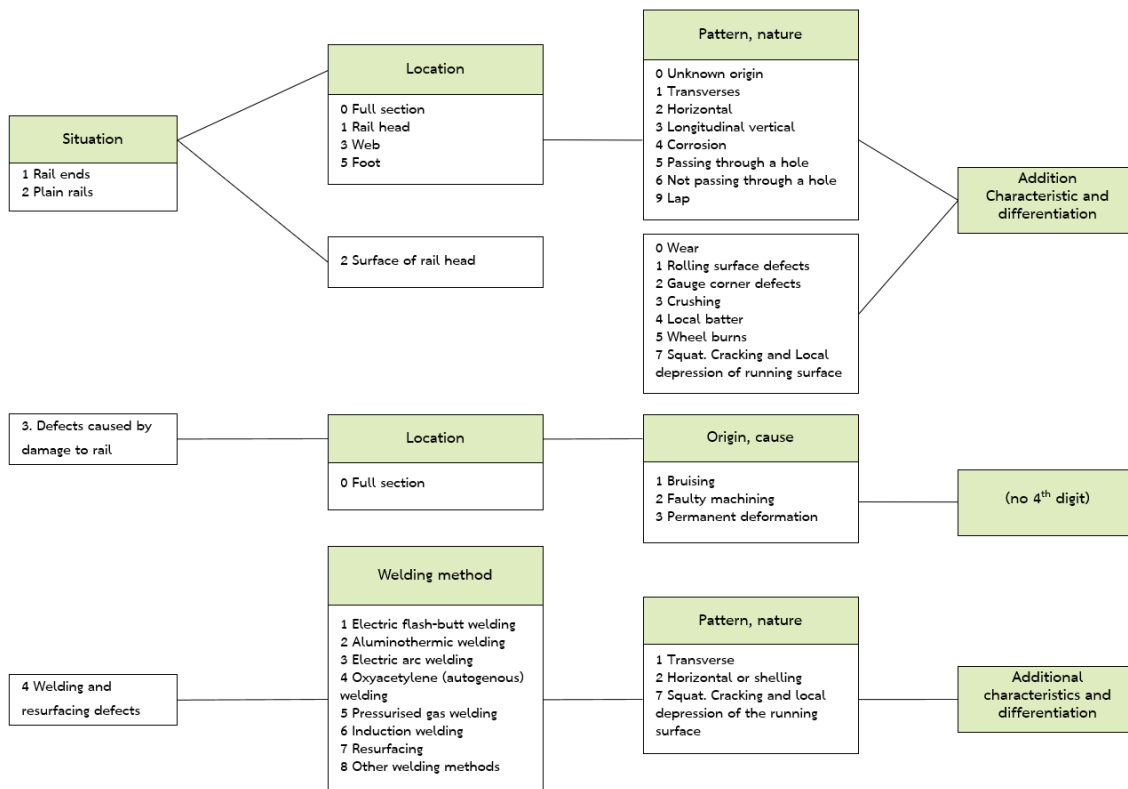 Situation
1 Rail ends
2 Plain rails
Location
0 Full section
1 Rail head
3 Web
5 Foot
2 Surface of rail head
Pattern, nature
0 Unknown origin
1 Transverses
2 Horizontal
3 Longitudinal vertical
4 Corrosion
5 Passing through a hole
6 Not passing through a hole
9 Lap
0 Wear
1 Rolling surface defects
2 Gauge corner defects
3 Crushing
4 Local batter
5 Wheel burns
7 Squat. Cracking and Local
depression of running surface
Addition
Characteristic and
differentiation
3. Defects caused by
damage to rail
Location
0 Full section
Origin, cause
1 Bruising
2 Faulty machining
3 Permanent deformation
(no 4th digit)
4 Welding and
resurfacing defects
Welding method
1 Electric flash-butt welding
2 Aluminothermic welding
3 Electric arc welding
4 Oxyacetylene (autogenous)
welding
5 Pressurised gas welding
6 Induction welding
7 Resurfacing
8 Other welding methods
Pattern, nature
1 Transverse
2 Horizontal or shelling
7 Squat. Cracking and local
depression of the running
surface
Additional
characteristics and
differentiation